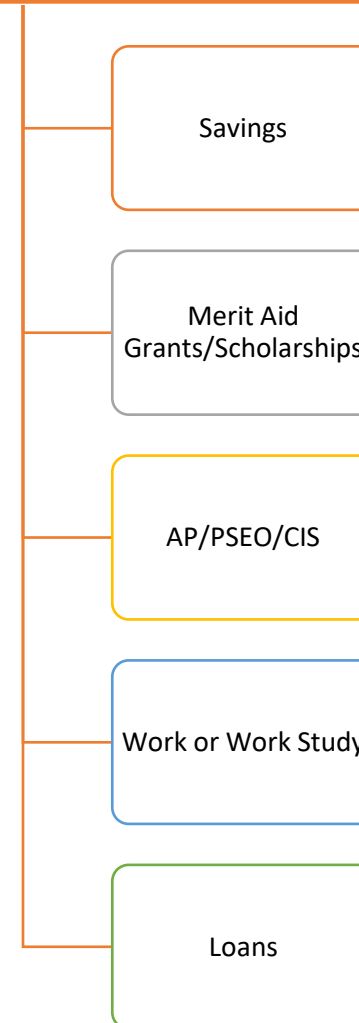 Savings
Merit Aid
Grants/Scholarships
AP/PSEO/CIS
Work or Work Study
Loans